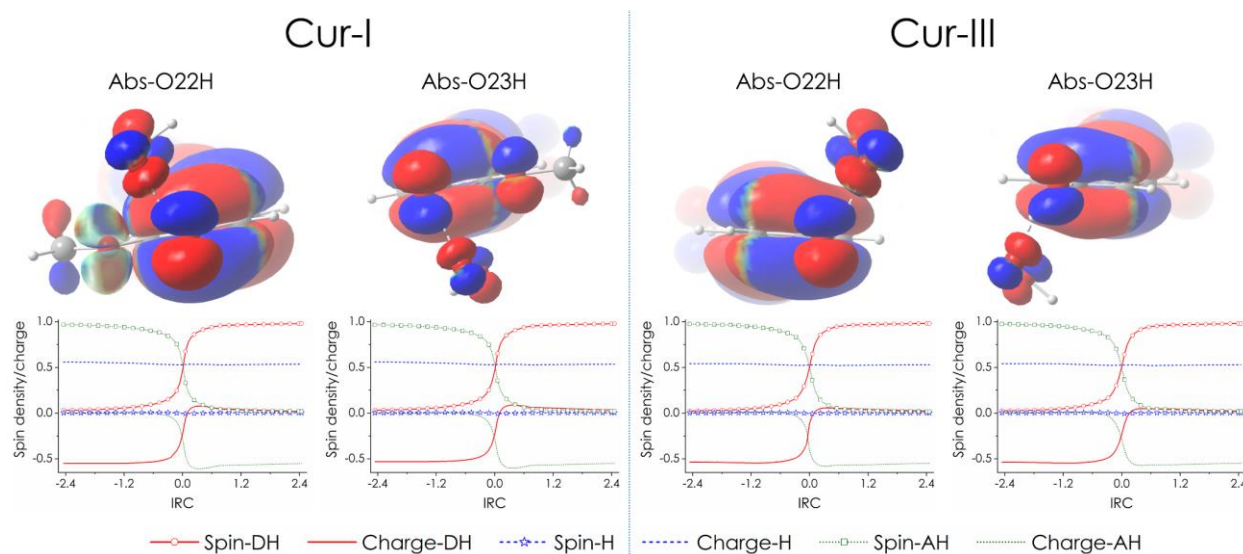 Cur-I
Cur-III
Abs-O22H
Abs-O23H
Abs-O22H
Abs-O23H
Spin density/charge
1.0
0.5
0.0
-0.5
-2.4 -1.2 0.0 1.2 2.4
IRC
Spin density/charge
1.0
0.5
0.0
-0.5
-2.4 -1.2 0.0 1.2 2.4
IRC
Spin density/charge
1.0
0.5
0.0
-0.5
-2.4 -1.2 0.0 1.2 2.4
IRC
Spin density/charge
1.0
0.5
0.0
-0.5
-2.4 -1.2 0.0 1.2 2.4
IRC
Spin-DH Charge-DH Spin-H Charge-H Spin-AH Charge-AH